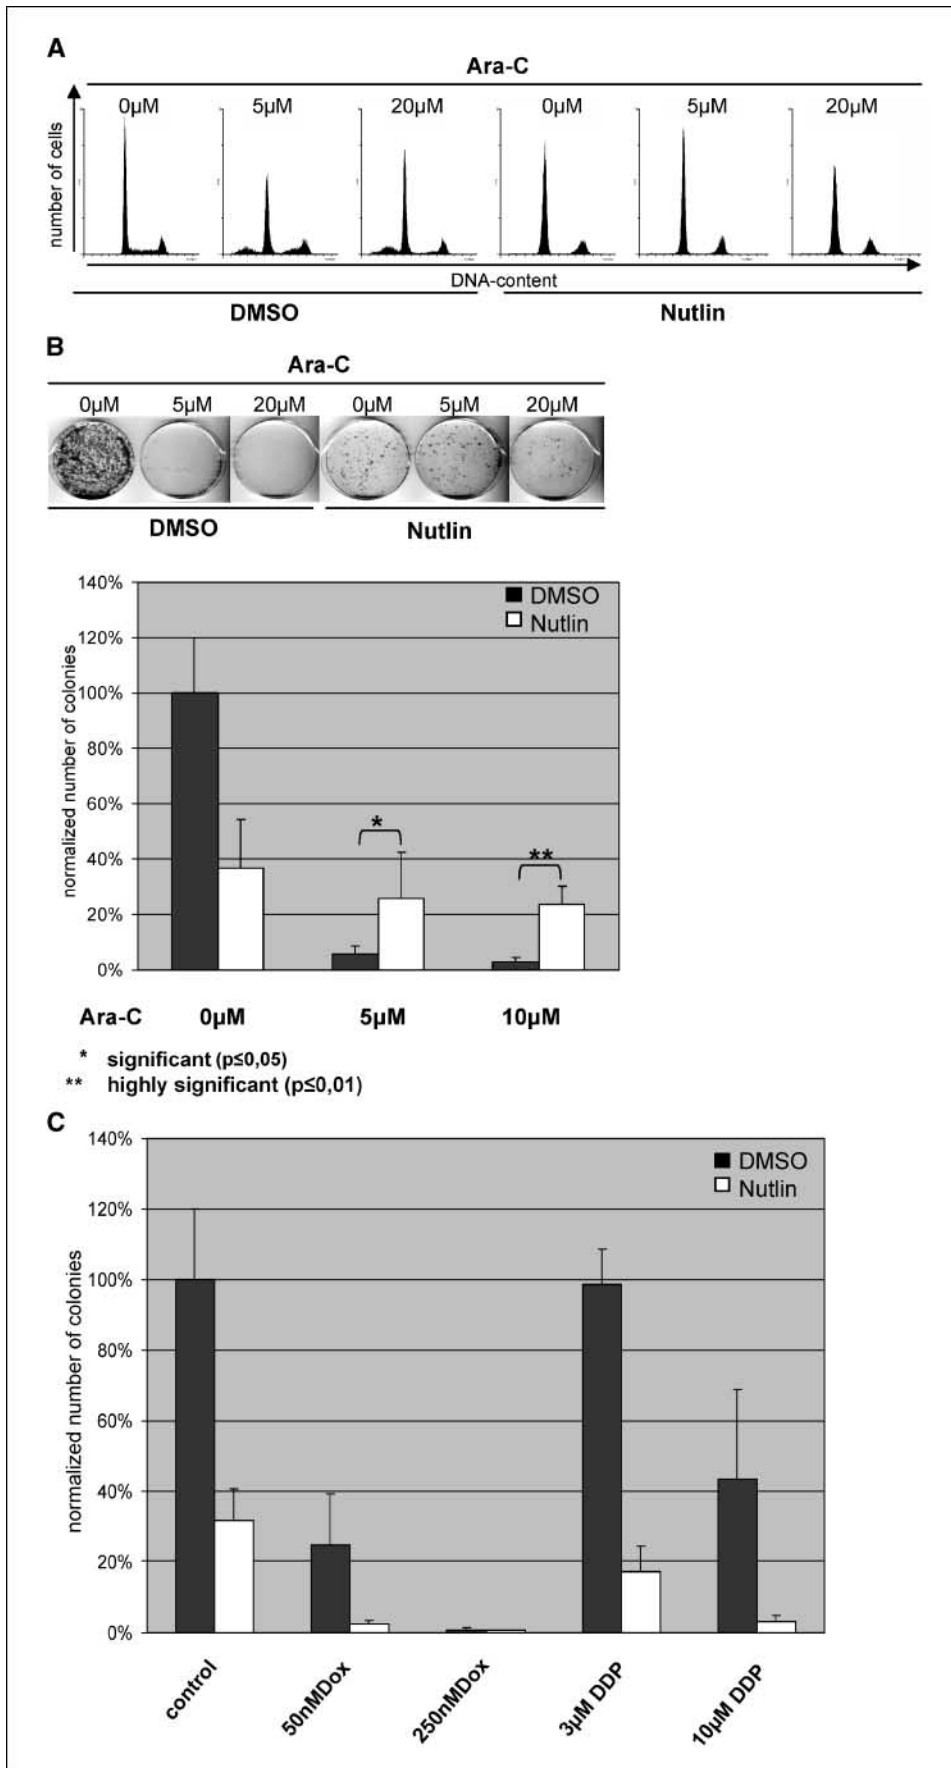 A
Ara-C
0µM 5µM 20µM 0µM 5µM 20µM
number of cells
DNA-content
DMSO Nutlin
B
Ara-C
0µM 5µM 20µM 0µM 5µM 20µM
DMSO Nutlin
140%
120%
100%
80%
60%
40%
20%
0%
normalized number of colonies
DMSO
Nutlin
*
**
Ara-C 0µM 5µM 10µM
* significant (p≤0,05)
** highly significant (p≤0,01)
C
140%
120%
100%
80%
60%
40%
20%
0%
normalized number of colonies
DMSO
Nutlin
control
50nMDox
250nMDox
3µM DDP
10µM DDP